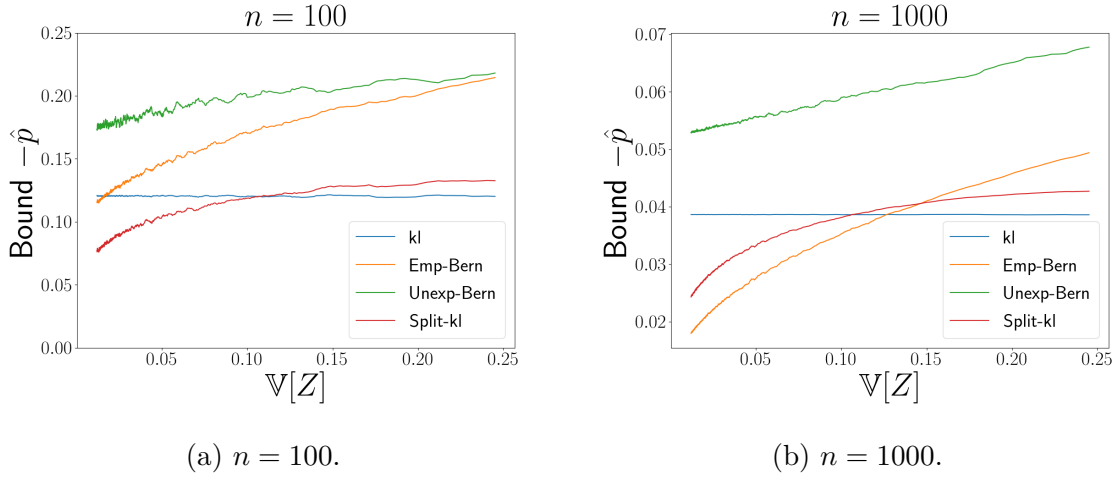 n = 100
0.25
0.20
0.15
0.10
0.05
0.00
Bound −p̂
0.05
0.10
0.15
0.20
0.25
𝕍[Z]
kl
Emp-Bern
Unexp-Bern
Split-kl
(a) n = 100.
n = 1000
0.07
0.06
0.05
0.04
0.03
0.02
Bound −p̂
0.05
0.10
0.15
0.20
0.25
𝕍[Z]
kl
Emp-Bern
Unexp-Bern
Split-kl
(b) n = 1000.